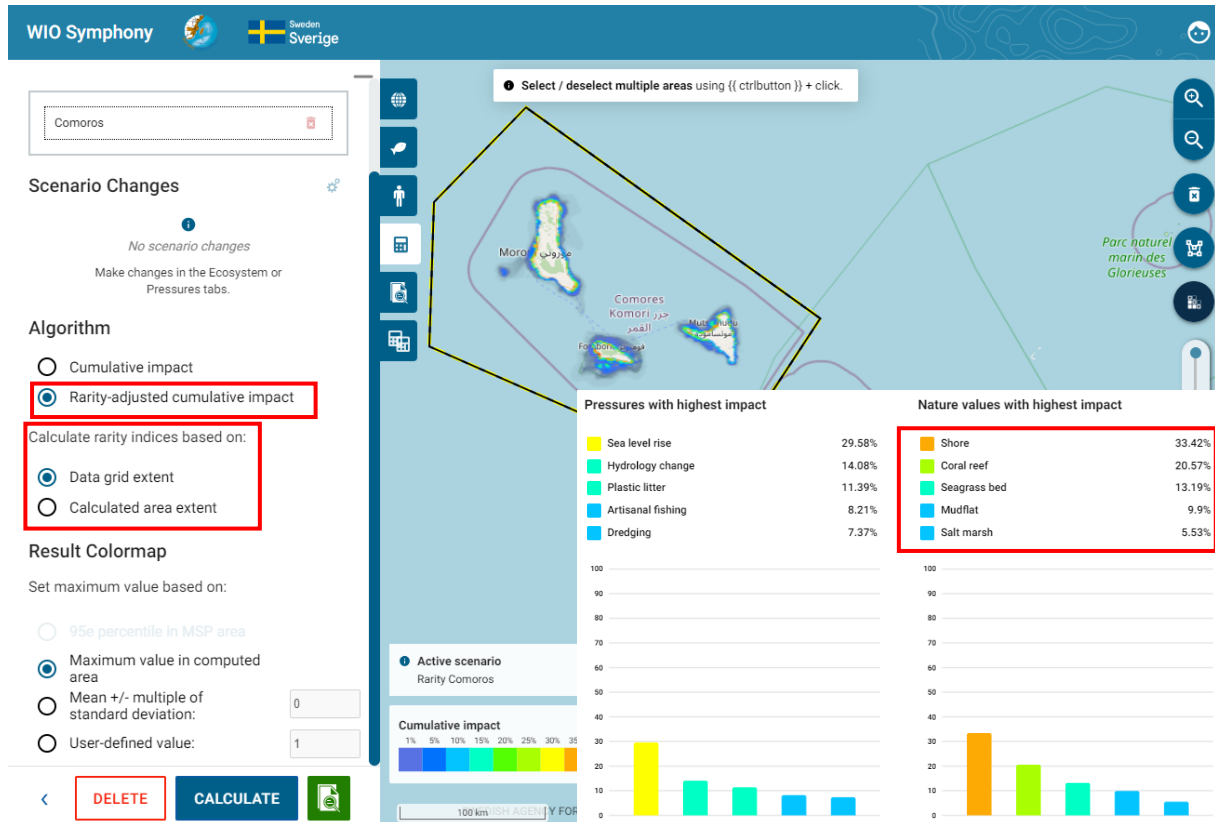 WIO Symphony
Sweden
Sverige
Comoros
Scenario Changes
No scenario changes
Make changes in the Ecosystem or
Pressures tabs.
Algorithm
Cumulative impact
Rarity-adjusted cumulative impact
Calculate rarity indices based on:
Data grid extent
Calculated area extent
Result Colormap
Set maximum value based on:
95e percentile in MSP area
Maximum value in computed
area
Mean +/- multiple of
standard deviation:
0
User-defined value:
1
DELETE
CALCULATE
Select / deselect multiple areas using {{ ctrlbutton }} + click.
Moro موروني
Comores
Komori جزر
القمر
موتسامودو
Parc naturel
marin des
Glorieuses
Active scenario
Rarity Comoros
Cumulative impact
1% 5% 10% 15% 20% 25% 30% 35
100 km
Pressures with highest impact
Sea level rise 29.58%
Hydrology change 14.08%
Plastic litter 11.39%
Artisanal fishing 8.21%
Dredging 7.37%
100
90
80
70
60
50
40
30
20
10
0
Nature values with highest impact
Shore 33.42%
Coral reef 20.57%
Seagrass bed 13.19%
Mudflat 9.9%
Salt marsh 5.53%
100
90
80
70
60
50
40
30
20
10
0